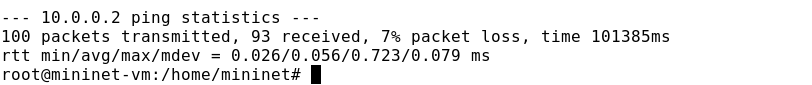 --- 10.0.0.2 ping statistics ---
100 packets transmitted, 93 received, 7% packet loss, time 101385ms
rtt min/avg/max/mdev = 0.026/0.056/0.723/0.079 ms
root@mininet-vm:/home/mininet#